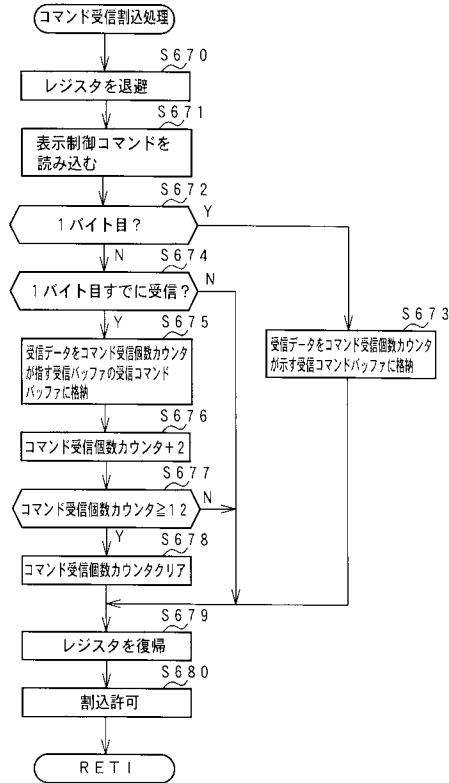 コマンド受信割込処理
S670
レジスタを退避
S671
表示制御コマンドを
読み込む
S672
1バイト目?
Y
N
S674
1バイト目すでに受信?
N
Y
S673
受信データをコマンド受信個数カウンタ
が示す受信コマンドバッファに格納
S675
受信データをコマンド受信個数カウンタ
が指す受信バッファの受信コマンド
バッファに格納
S676
コマンド受信個数カウンタ+2
S677
コマンド受信個数カウンタ≧12
N
Y
S678
コマンド受信個数カウンタクリア
S679
レジスタを復帰
S680
割込許可
RETI